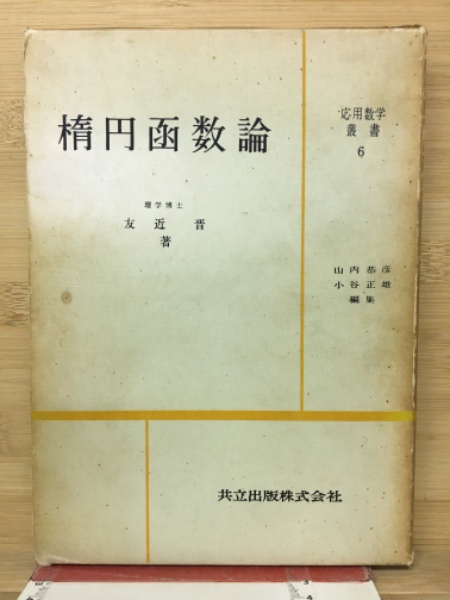 楕円函数論
応用数学
叢書
6
理学博士
友近 晋
著
山内恭彦
小谷正雄
編集
共立出版株式会社